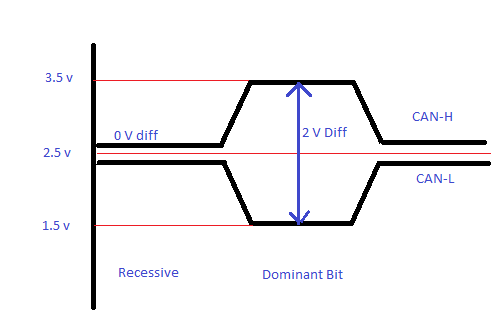 3.5 v
0 V diff
2 V Diff
CAN-H
2.5 v
CAN-L
1.5 v
Recessive
Dominant Bit